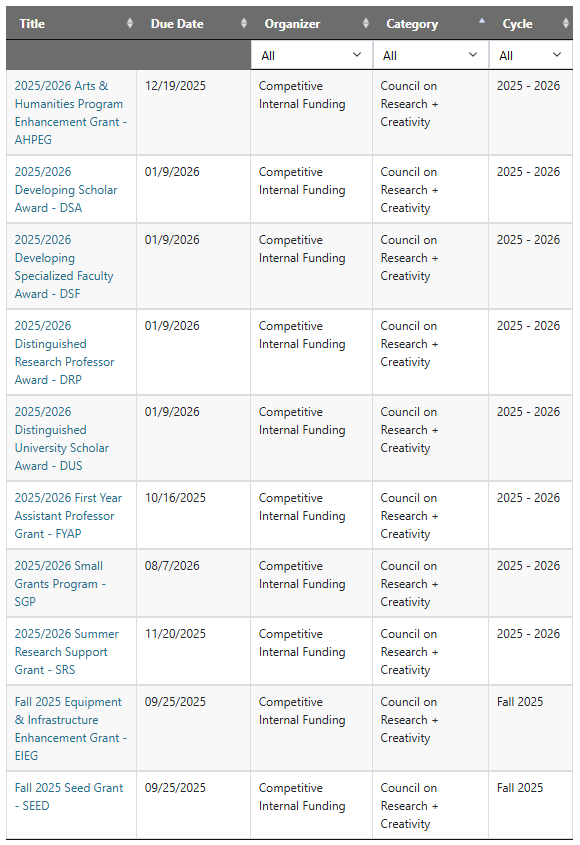 Title Due Date Organizer Category Cycle
All All All
2025/2026 Arts & 12/19/2025 Competitive Council on 2025 - 2026
Humanities Program Internal Funding Research +
Enhancement Grant - Creativity
AHPEG
2025/2026 01/9/2026 Competitive Council on 2025 - 2026
Developing Scholar Internal Funding Research +
Award - DSA Creativity
2025/2026 01/9/2026 Competitive Council on 2025 - 2026
Developing Internal Funding Research +
Specialized Faculty Creativity
Award - DSF
2025/2026 01/9/2026 Competitive Council on 2025 - 2026
Distinguished Internal Funding Research +
Research Professor Creativity
Award - DRP
2025/2026 01/9/2026 Competitive Council on 2025 - 2026
Distinguished Internal Funding Research +
University Scholar Creativity
Award - DUS
2025/2026 First Year 10/16/2025 Competitive Council on 2025 - 2026
Assistant Professor Internal Funding Research +
Grant - FYAP Creativity
2025/2026 Small 08/7/2026 Competitive Council on 2025 - 2026
Grants Program - Internal Funding Research +
SGP Creativity
2025/2026 Summer 11/20/2025 Competitive Council on 2025 - 2026
Research Support Internal Funding Research +
Grant - SRS Creativity
Fall 2025 Equipment 09/25/2025 Competitive Council on Fall 2025
& Infrastructure Internal Funding Research +
Enhancement Grant - Creativity
EIEG
Fall 2025 Seed Grant 09/25/2025 Competitive Council on Fall 2025
- SEED Internal Funding Research +
Creativity